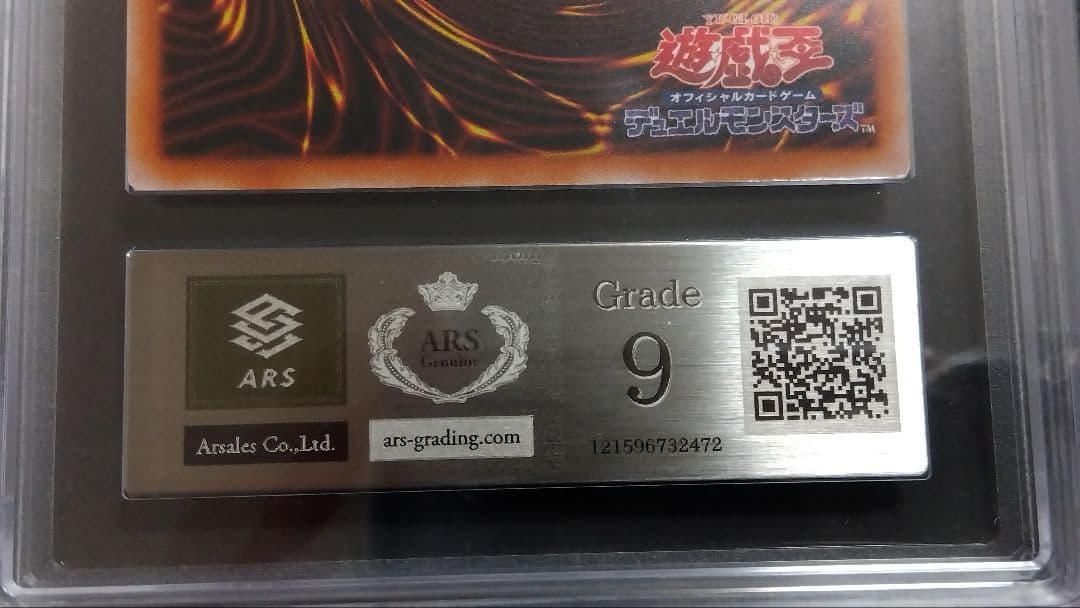 YU-GI-OH!
遊戯王
オフィシャルカードゲーム
デュエルモンスターズ™
ARS
Arsales Co.,Ltd.
ARS
Genuine
ars-grading.com
Grade
9
121596732472